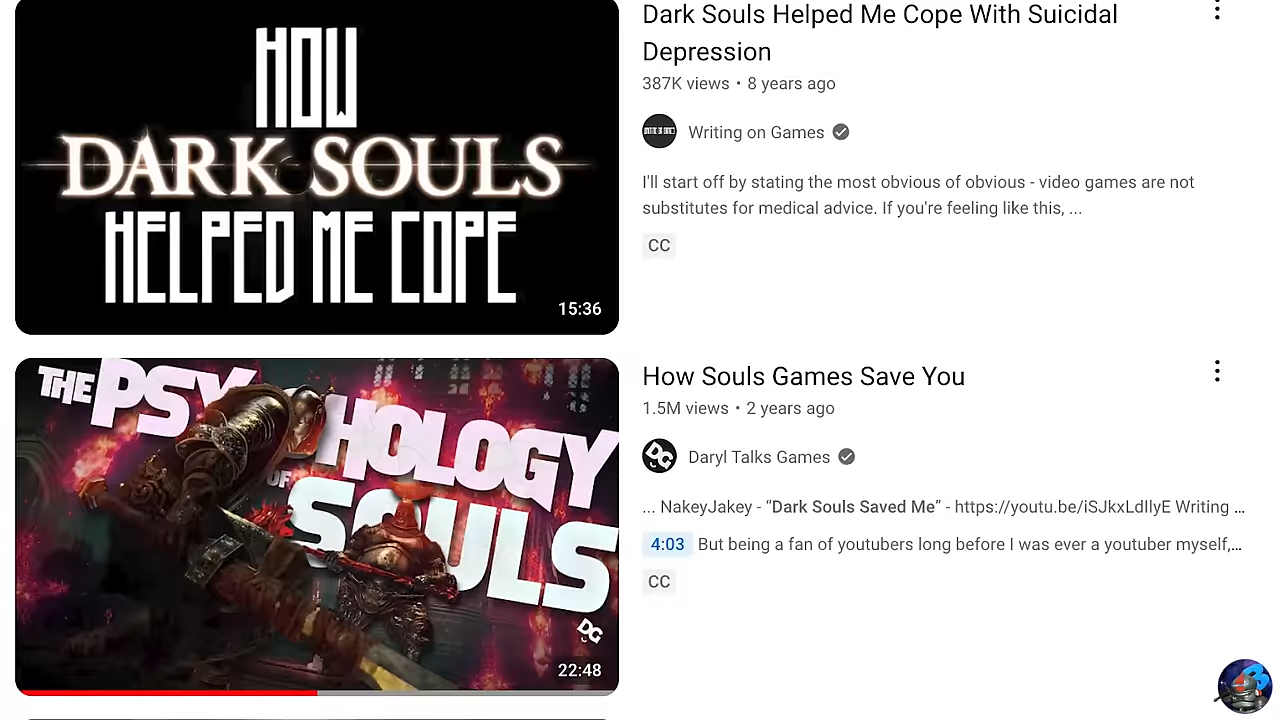 HOW
DARK SOULS
HELPED ME COPE
15:36
Dark Souls Helped Me Cope With Suicidal
Depression
387K views • 8 years ago
Writing on Games
I'll start off by stating the most obvious of obvious - video games are not
substitutes for medical advice. If you're feeling like this, ...
CC
THE PSYCHOLOGY
OF
SOULS
DG
22:48
How Souls Games Save You
1.5M views • 2 years ago
DG
Daryl Talks Games
... NakeyJakey - “Dark Souls Saved Me” - https://youtu.be/iSJkxLdIlyE Writing ...
4:03 But being a fan of youtubers long before I was ever a youtuber myself,...
CC